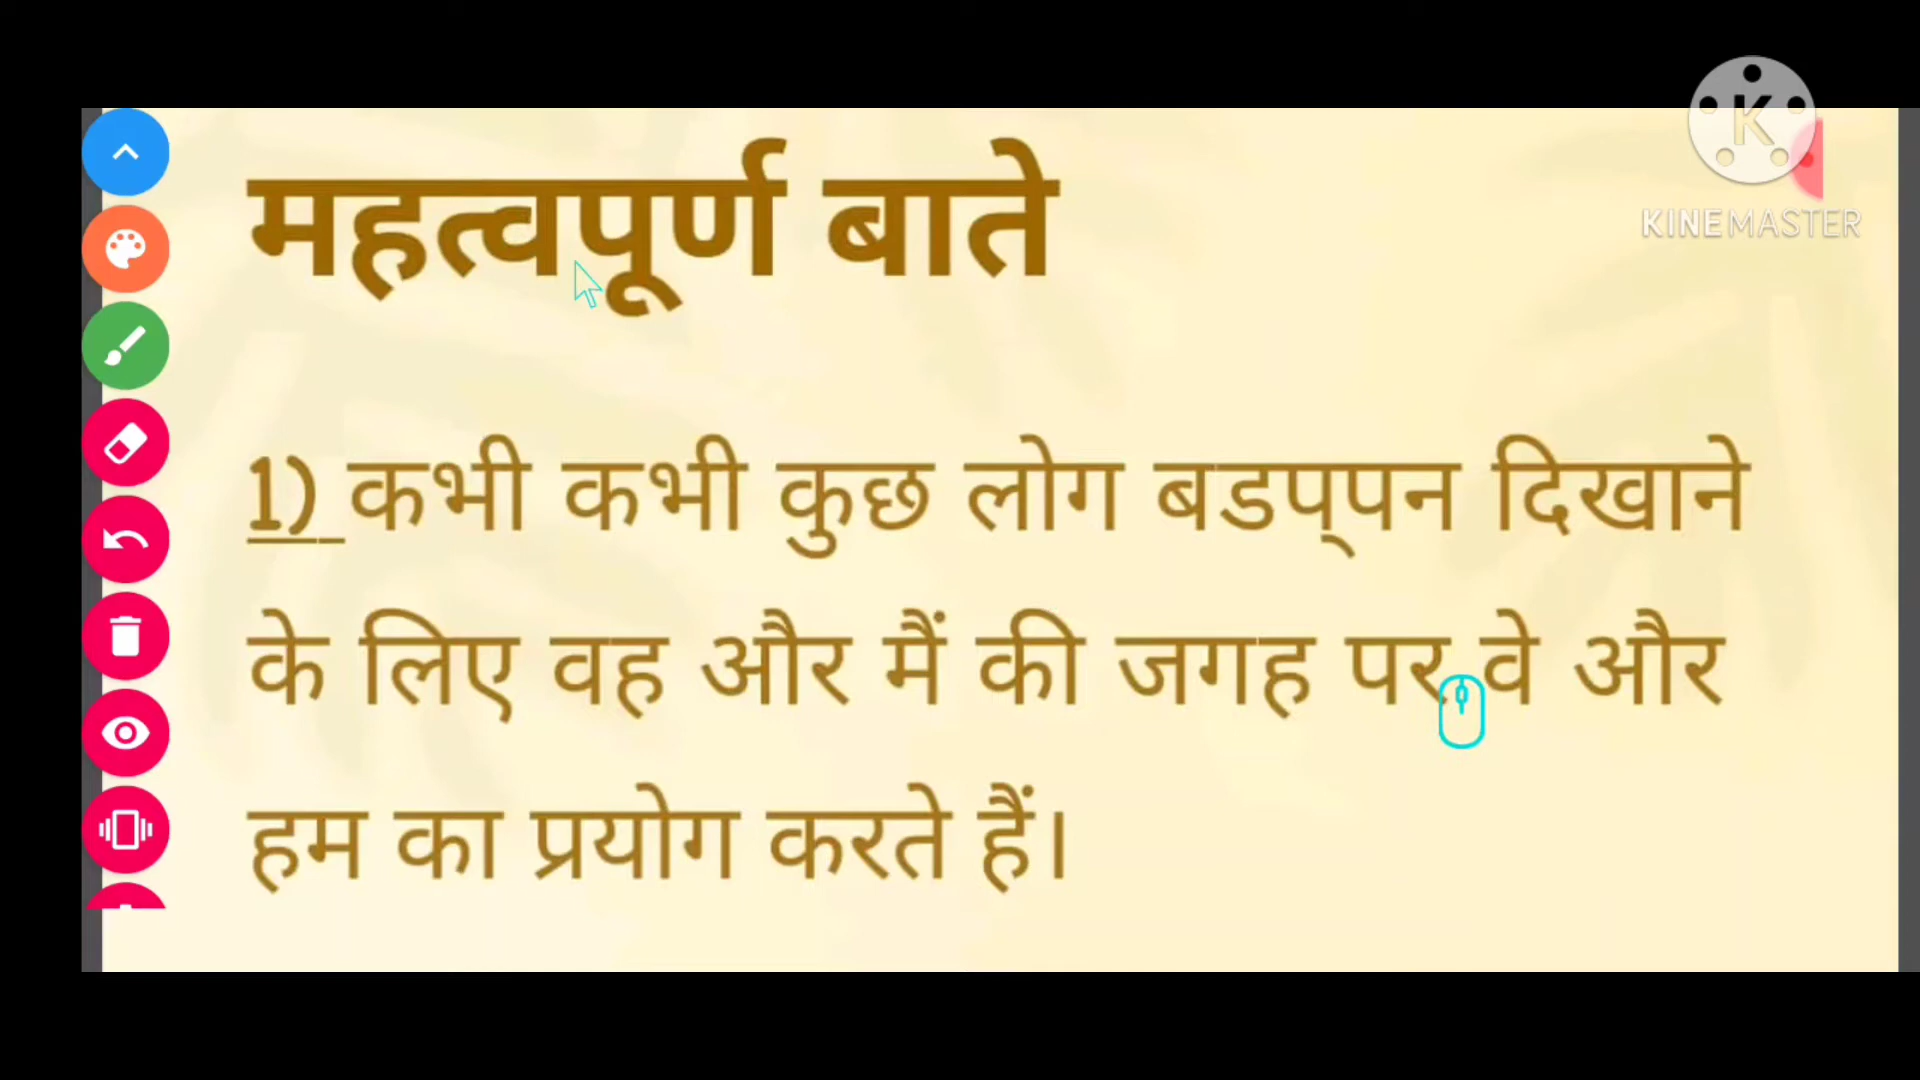 महत्वपूर्ण बाते
1) कभी कभी कुछ लोग बडप्पन दिखाने
के लिए वह और मैं की जगह पर वे और
हम का प्रयोग करते हैं।
K
KINEMASTER